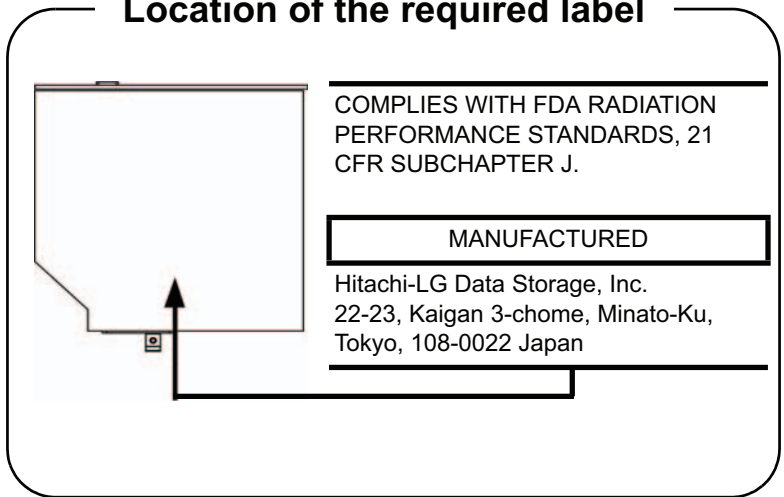 Location of the required label
COMPLIES WITH FDA RADIATION
PERFORMANCE STANDARDS, 21
CFR SUBCHAPTER J.
MANUFACTURED
Hitachi-LG Data Storage, Inc.
22-23, Kaigan 3-chome, Minato-Ku,
Tokyo, 108-0022 Japan